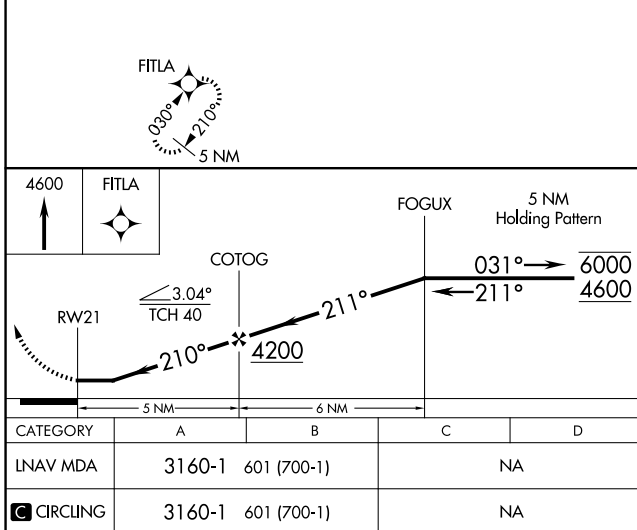 FITLA
030°
210°
5 NM
4600 FITLA
FOGUX
5 NM
Holding Pattern
COTOG
031° 6000
211° 4600
3.04°
TCH 40
RW21
211°
210°
4200
5 NM 6 NM
CATEGORY A B C D
LNAV MDA 3160-1 601 (700-1) NA
C CIRCLING 3160-1 601 (700-1) NA